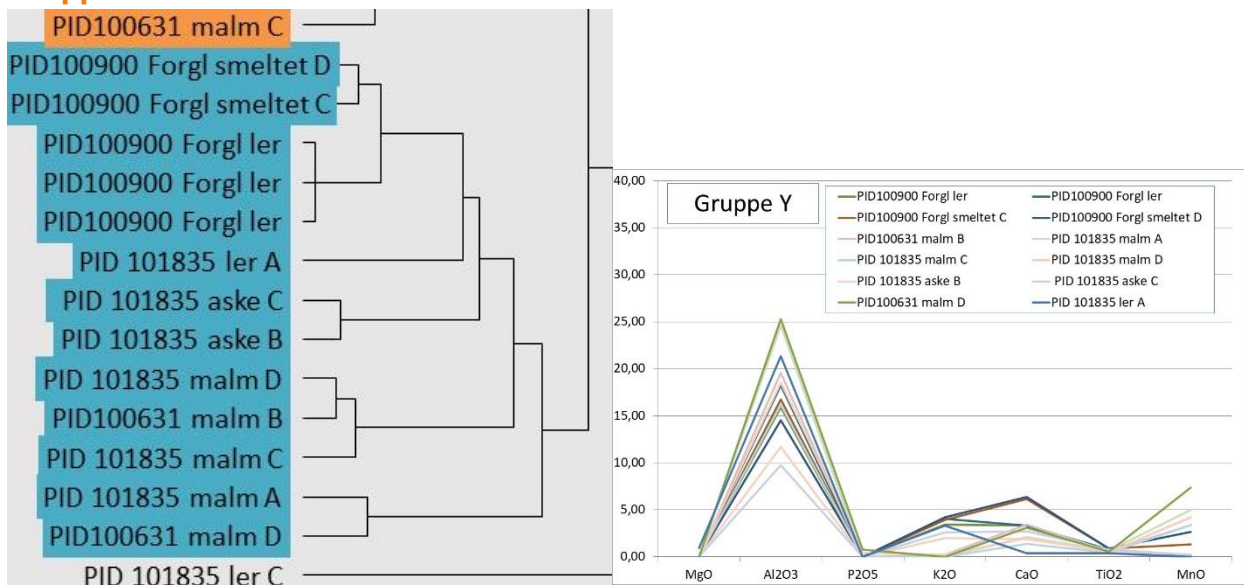 PID100631 malm C
PID100900 Forgl smeltet D
PID100900 Forgl smeltet C
PID100900 Forgl ler
PID100900 Forgl ler
PID100900 Forgl ler
PID 101835 ler A
PID 101835 aske C
PID 101835 aske B
PID 101835 malm D
PID100631 malm B
PID 101835 malm C
PID 101835 malm A
PID100631 malm D
PID 101835 ler C
40,00
35,00
30,00
25,00
20,00
15,00
10,00
5,00
0,00
Gruppe Y
PID100900 Forgl ler PID100900 Forgl ler
PID100900 Forgl smeltet C PID100900 Forgl smeltet D
PID100631 malm B PID 101835 malm A
PID 101835 malm C PID 101835 malm D
PID 101835 aske B PID 101835 aske C
PID100631 malm D PID 101835 ler A
MgO Al2O3 P2O5 K2O CaO TiO2 MnO